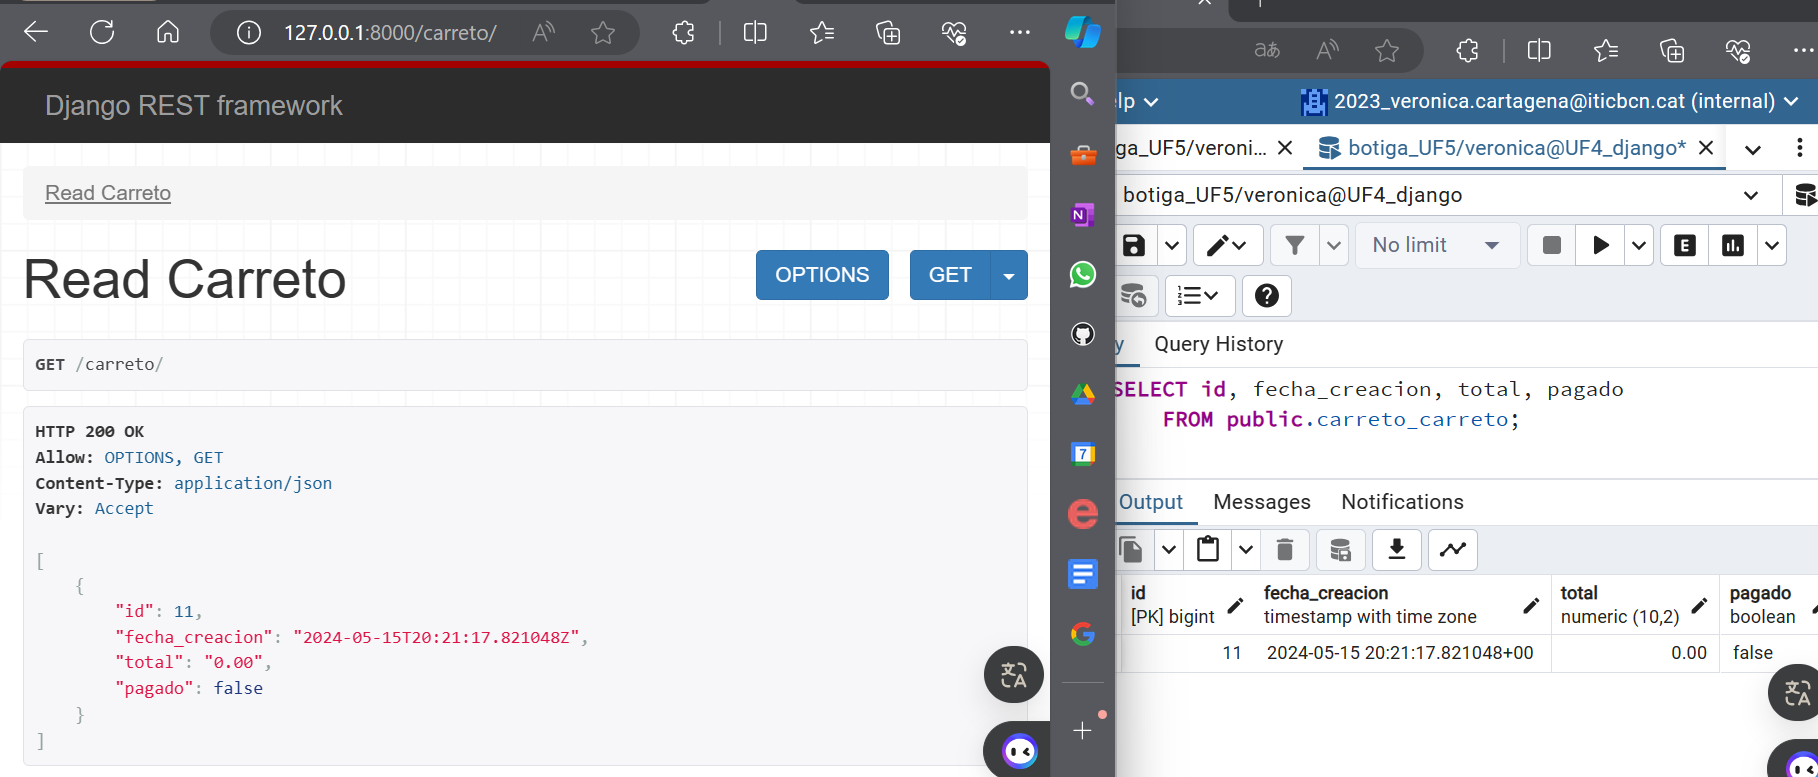 127.0.0.1:8000/carreto/
Django REST framework
Read Carreto
Read Carreto
OPTIONS
GET
GET /carreto/
HTTP 200 OK
Allow: OPTIONS, GET
Content-Type: application/json
Vary: Accept
[
{
"id": 11,
"fecha_creacion": "2024-05-15T20:21:17.821048Z",
"total": "0.00",
"pagado": false
}
]
lp
2023_veronica.cartagena@iticbcn.cat (internal)
ga_UF5/veroni...
botiga_UF5/veronica@UF4_django*
botiga_UF5/veronica@UF4_django
No limit
E
y
Query History
SELECT id, fecha_creacion, total, pagado
FROM public.carreto_carreto;
Output
Messages
Notifications
id
[PK] bigint
fecha_creacion
timestamp with time zone
total
numeric (10,2)
pagado
boolean
11
2024-05-15 20:21:17.821048+00
0.00
false